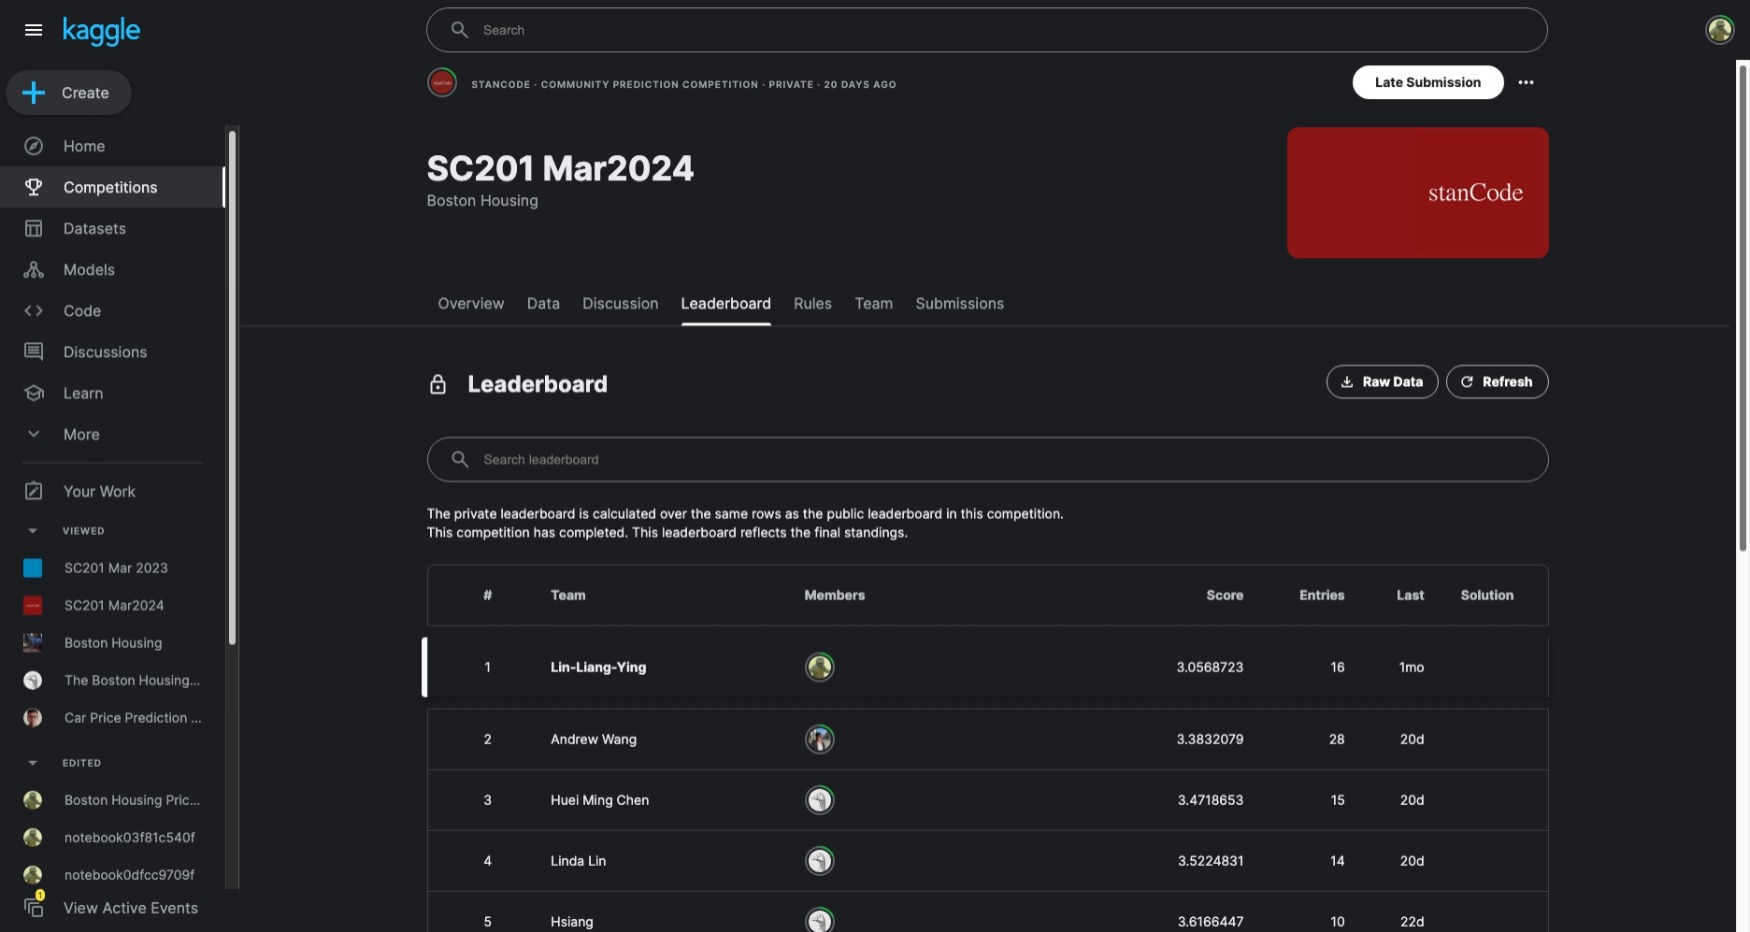 kaggle
Search
Create
Home
Competitions
Datasets
Models
Code
Discussions
Learn
More
Your Work
VIEWED
SC201 Mar 2023
SC201 Mar2024
Boston Housing
The Boston Housing...
Car Price Prediction ...
EDITED
Boston Housing Pric...
notebook03f81c540f
notebook0dfcc9709f
1
View Active Events
STANCODE · COMMUNITY PREDICTION COMPETITION · PRIVATE · 20 DAYS AGO
Late Submission
SC201 Mar2024
Boston Housing
stanCode
Overview Data Discussion Leaderboard Rules Team Submissions
Leaderboard
Raw Data Refresh
Search leaderboard
The private leaderboard is calculated over the same rows as the public leaderboard in this competition.
This competition has completed. This leaderboard reflects the final standings.
# Team Members Score Entries Last Solution
1 Lin-Liang-Ying 3.0568723 16 1mo
2 Andrew Wang 3.3832079 28 20d
3 Huei Ming Chen 3.4718653 15 20d
4 Linda Lin 3.5224831 14 20d
5 Hsiang 3.6166447 10 22d